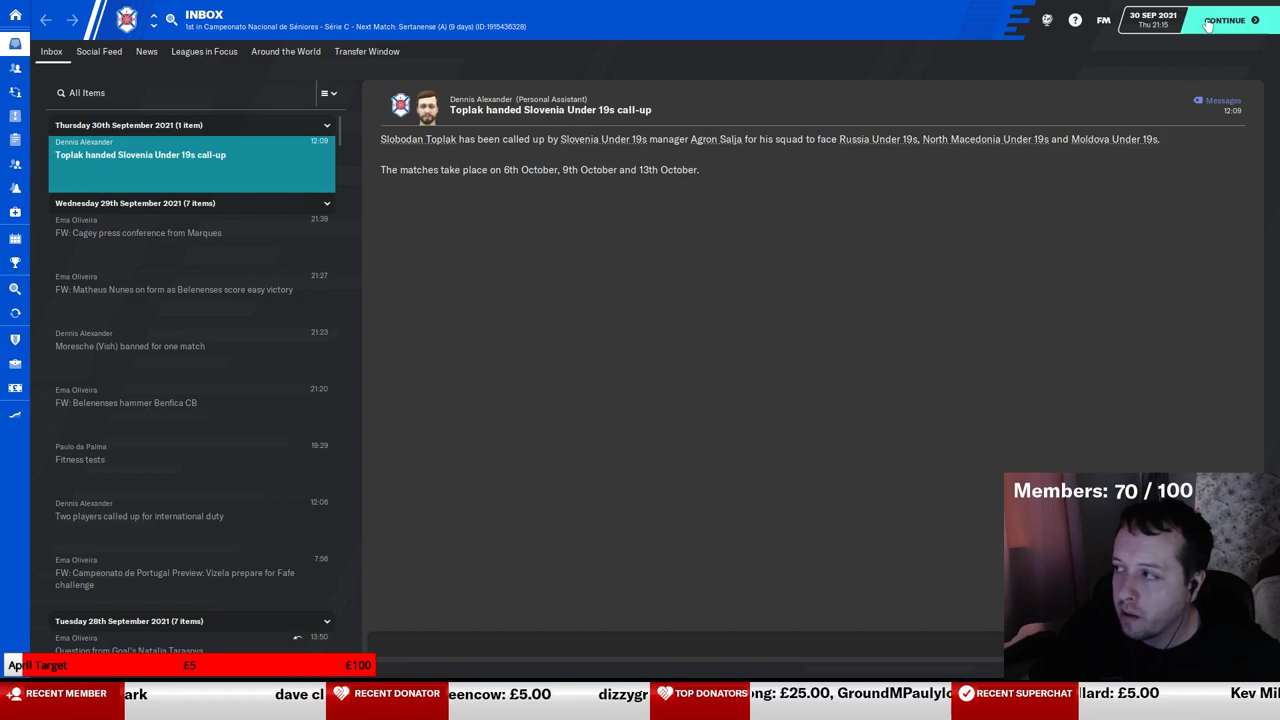 INBOX
1st in Campeonato Nacional de Séniores - Série C - Next Match: Sertanense (A) (9 days) (ID:1915436328)
?
FM
30 SEP 2021
Thu 21:15
CONTINUE
Inbox
Social Feed
News
Leagues in Focus
Around the World
Transfer Window
All Items
Thursday 30th September 2021 (1 item)
Dennis Alexander
12:09
Toplak handed Slovenia Under 19s call-up
Wednesday 29th September 2021 (7 items)
Ema Oliveira
21:39
FW: Cagey press conference from Marques
Ema Oliveira
21:27
FW: Matheus Nunes on form as Belenenses score easy victory
Dennis Alexander
21:23
Moresche (Vish) banned for one match
Ema Oliveira
21:20
FW: Belenenses hammer Benfica CB
Paulo da Palma
19:29
Fitness tests
Dennis Alexander
12:06
Two players called up for international duty
Ema Oliveira
7:56
FW: Campeonato de Portugal Preview: Vizela prepare for Fafe
challenge
Tuesday 28th September 2021 (7 items)
Ema Oliveira
13:50
Question from Goal's Natalia Tarasova
Dennis Alexander (Personal Assistant)
Toplak handed Slovenia Under 19s call-up
Messages
12:09
Slobodan Toplak has been called up by Slovenia Under 19s manager Agron Salja for his squad to face Russia Under 19s, North Macedonia Under 19s and Moldova Under 19s.
The matches take place on 6th October, 9th October and 13th October.
Members: 70 / 100
April Target
£5
£100
RECENT MEMBER
ark
dave cl
RECENT DONATOR
eencow: £5.00
dizzygr
TOP DONATORS
ong: £25.00, GroundMPaulylo
RECENT SUPERCHAT
lard: £5.00
Kev Mil